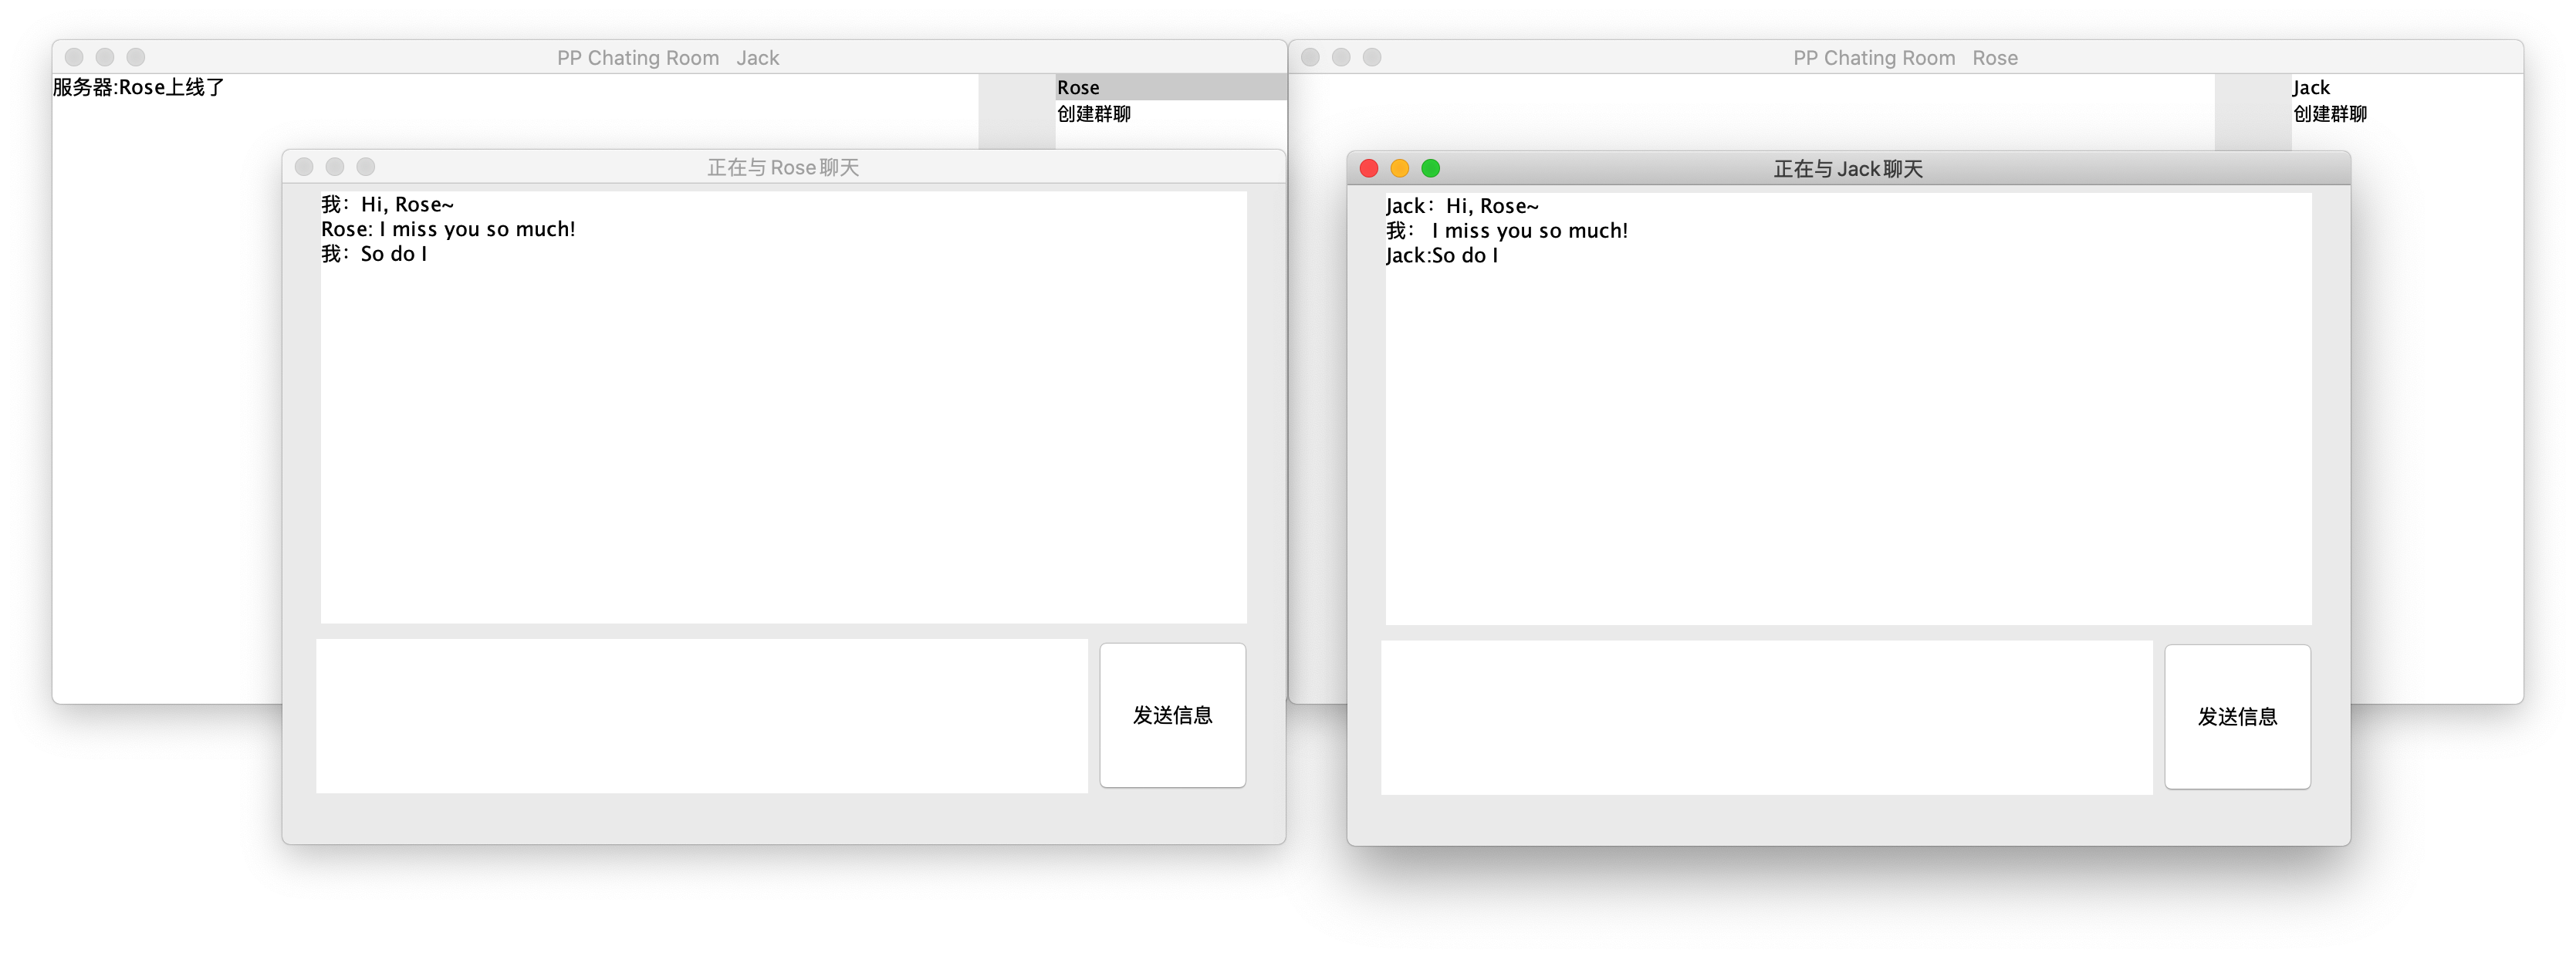 PP Chating Room   Jack
服务器:Rose上线了
Rose
创建群聊
正在与Rose聊天
我：Hi, Rose~
Rose: I miss you so much!
我：So do I
发送信息
PP Chating Room   Rose
Jack
创建群聊
正在与Jack聊天
Jack：Hi, Rose~
我： I miss you so much!
Jack:So do I
发送信息